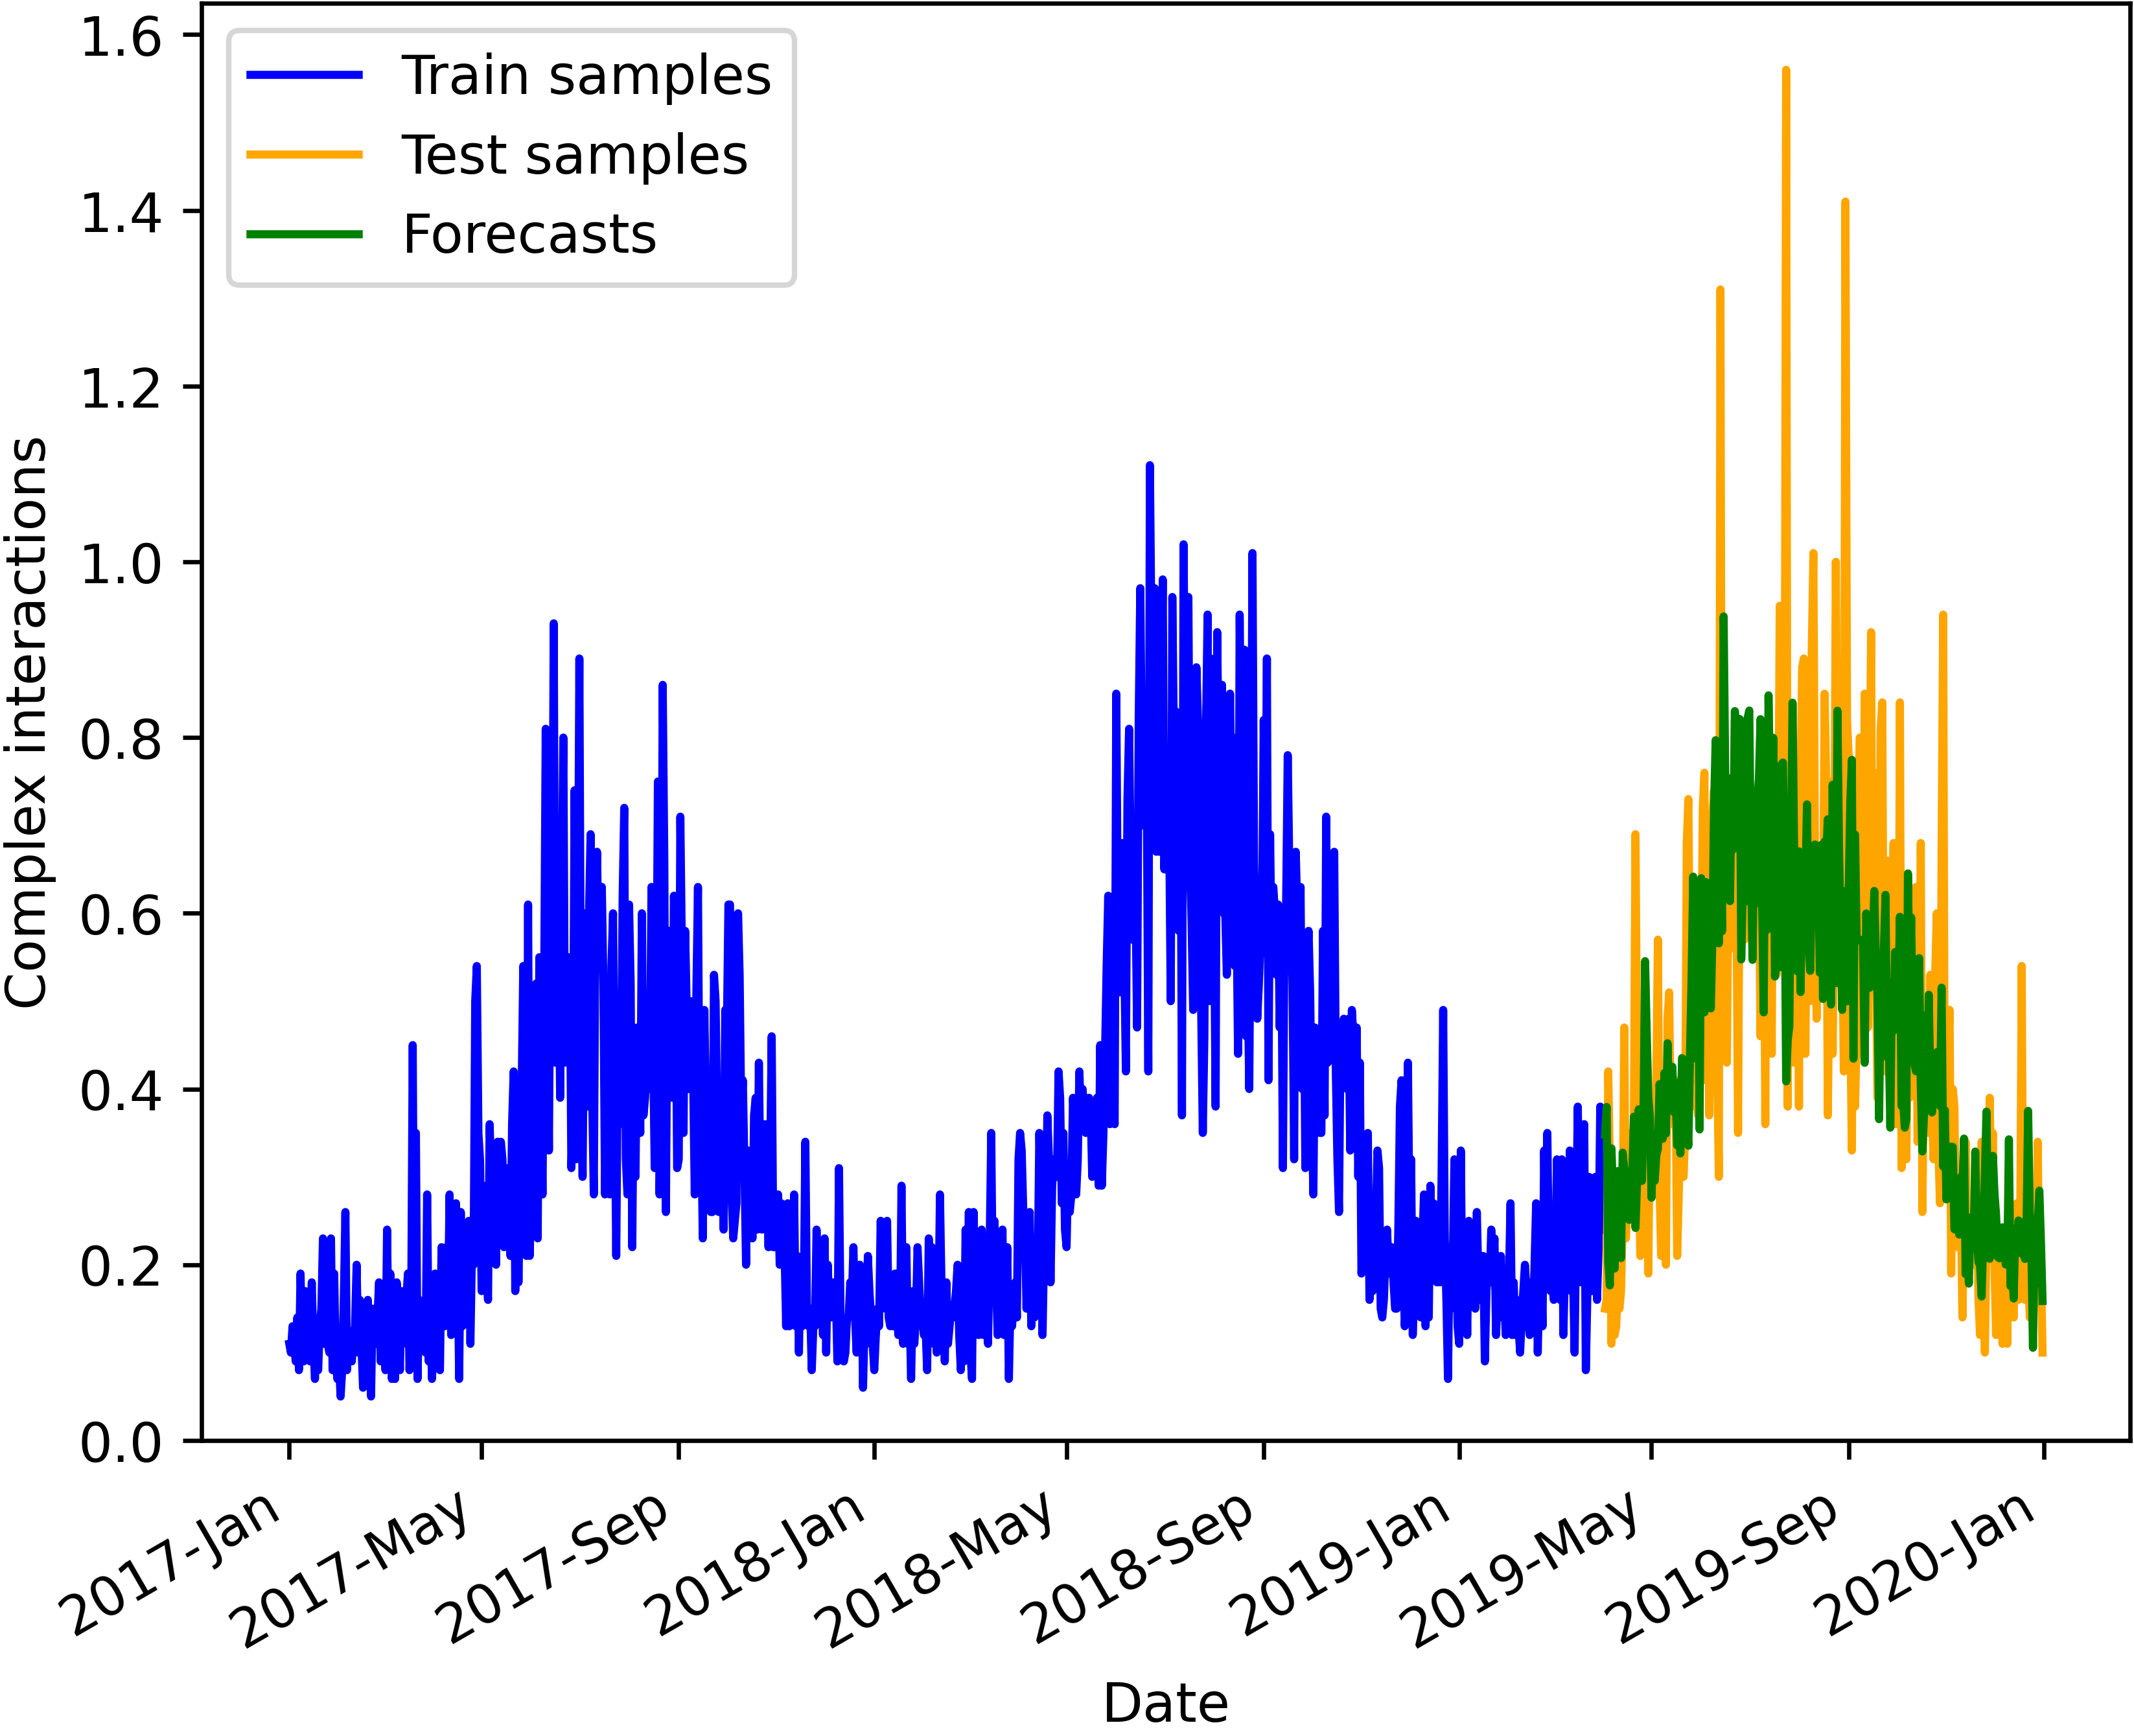 Train samples
Test samples
Forecasts
1.6
1.4
1.2
1.0
0.8
0.6
0.4
0.2
0.0
Complex interactions
2017-Jan
2017-May
2017-Sep
2018-Jan
2018-May
2018-Sep
2019-Jan
2019-May
2019-Sep
2020-Jan
Date